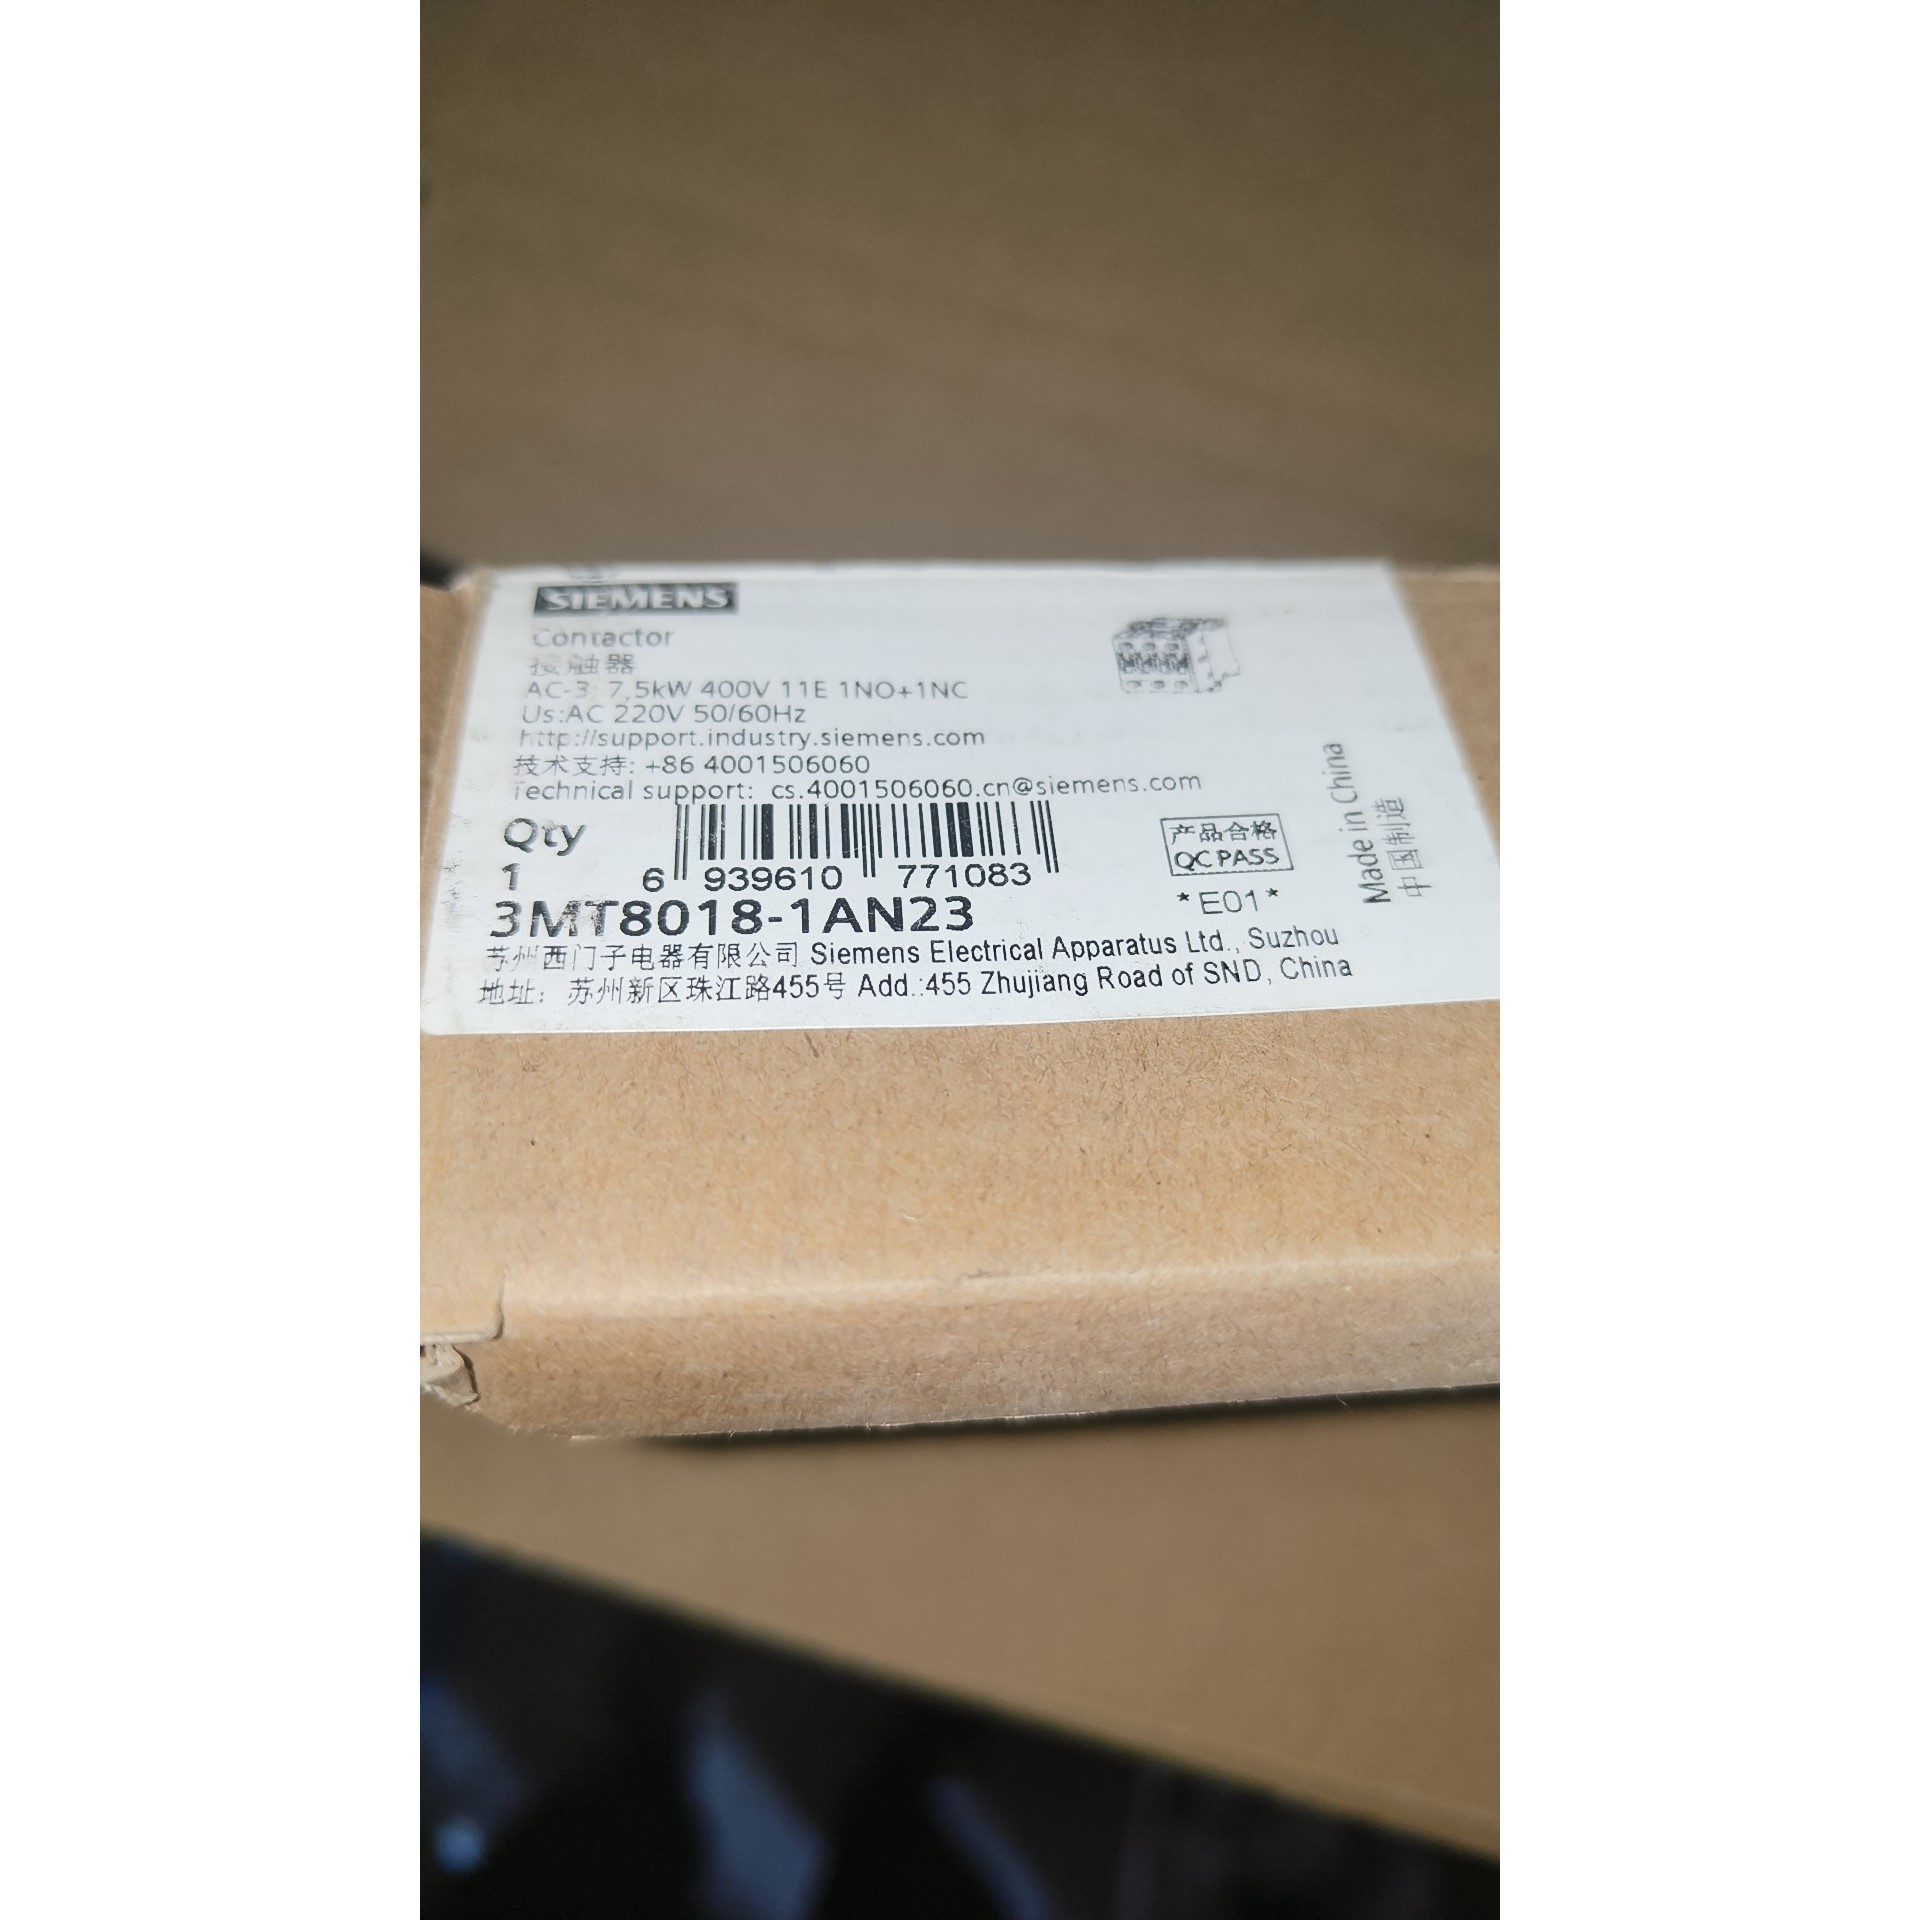 SIEMENS
Contactor
接触器
AC-3 7,5kW 400V 11E 1NO+1NC
Us:AC 220V 50/60Hz
http://support.industry.siemens.com
技术支持: +86 4001506060
Technical support: cs.4001506060.cn@siemens.com
Qty
1
6 939610 771083
产品合格
QC PASS
*E01*
Made in China
中国制造
3MT8018-1AN23
苏州西门子电器有限公司 Siemens Electrical Apparatus Ltd., Suzhou
地址: 苏州新区珠江路455号 Add.:455 Zhujiang Road of SND, China